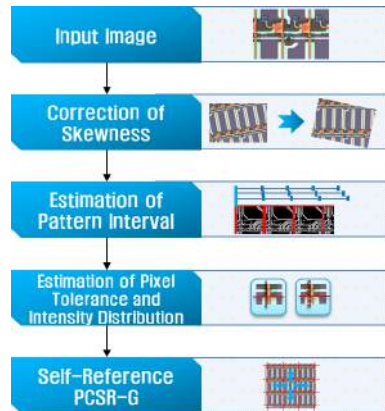 Input Image
Correction of
Skewness
Estimation of
Pattern Interval
Estimation of Pixel
Tolerance and
Intensity Distribution
Self-Reference
PCSR-G